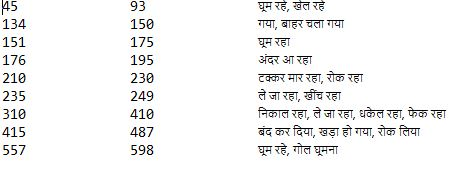 45 93 घूम रहे, खेल रहे
134 150 गया, बाहर चला गया
151 175 घूम रहा
176 195 अंदर आ रहा
210 230 टक्कर मार रहा, रोक रहा
235 249 ले जा रहा, खींच रहा
310 410 निकाल रहा, ले जा रहा, धकेल रहा, फेक रहा
415 487 बंद कर दिया, खड़ा हो गया, रोक लिया
557 598 घूम रहे, गोल घूमना